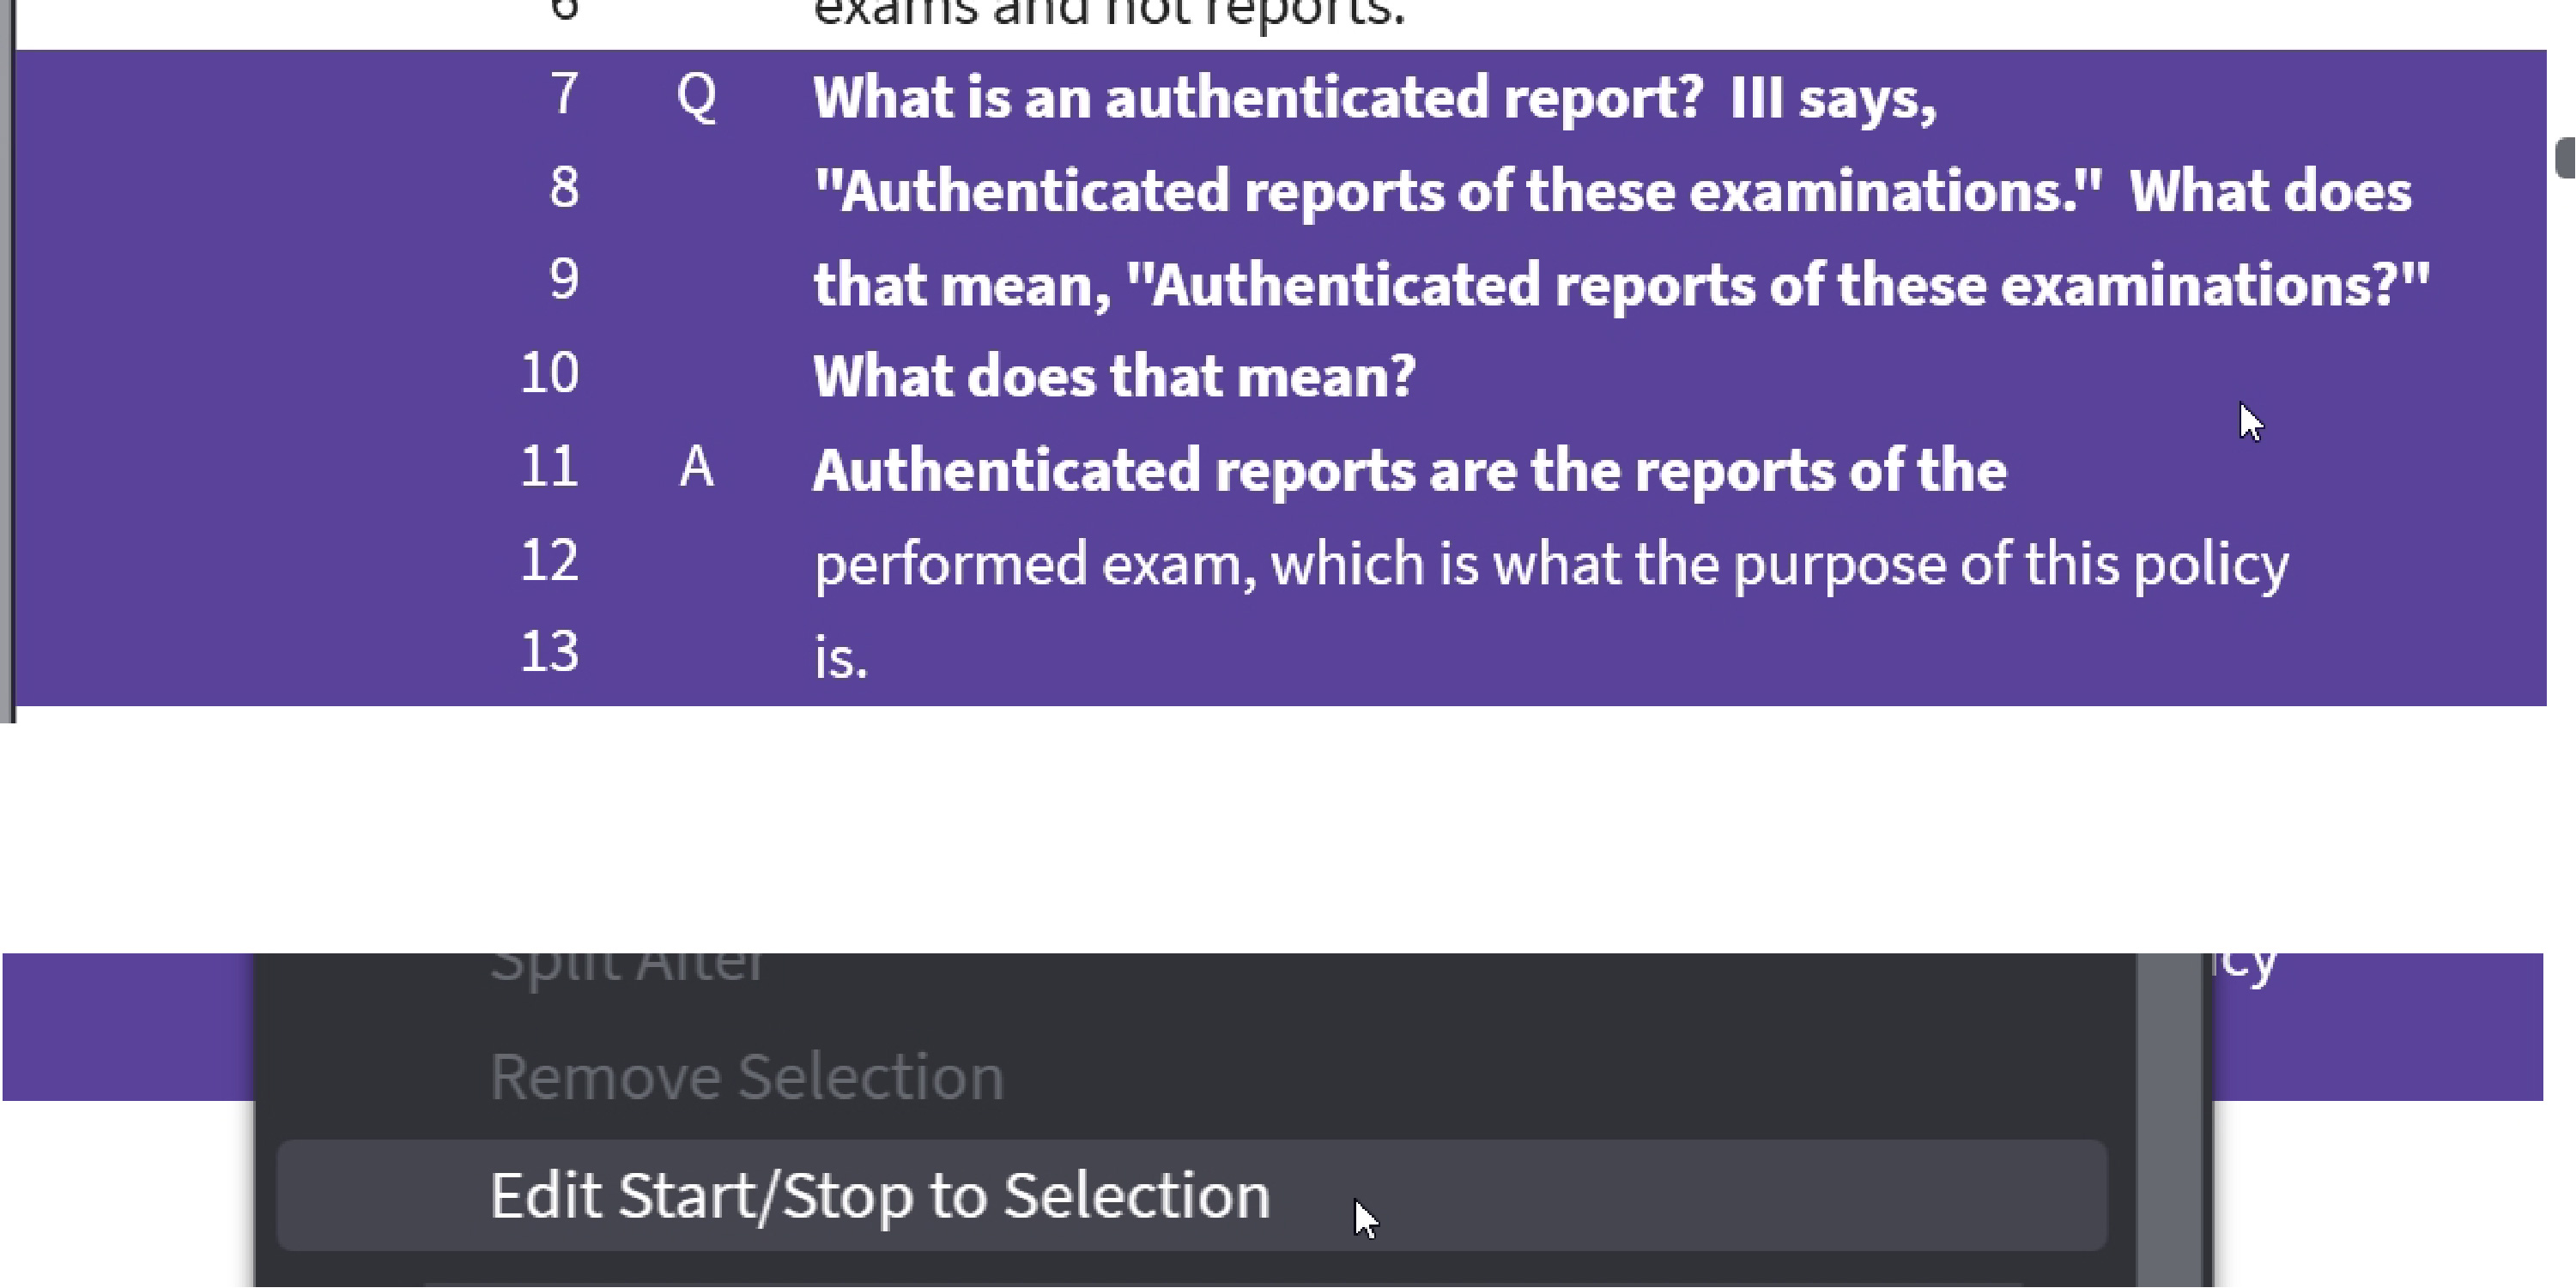 6 exams and not reports.
7 Q What is an authenticated report?  III says,
8 "Authenticated reports of these examinations."  What does
9 that mean, "Authenticated reports of these examinations?"
10 What does that mean?
11 A Authenticated reports are the reports of the
12 performed exam, which is what the purpose of this policy
13 is.
Split After
Remove Selection
Edit Start/Stop to Selection